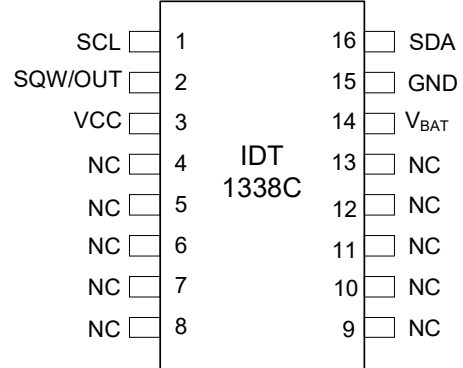 SCL 1 16 SDA
SQW/OUT 2 15 GND
VCC 3 14 VBAT
NC 4 13 NC
IDT
1338C
NC 5 12 NC
NC 6 11 NC
NC 7 10 NC
NC 8 9 NC